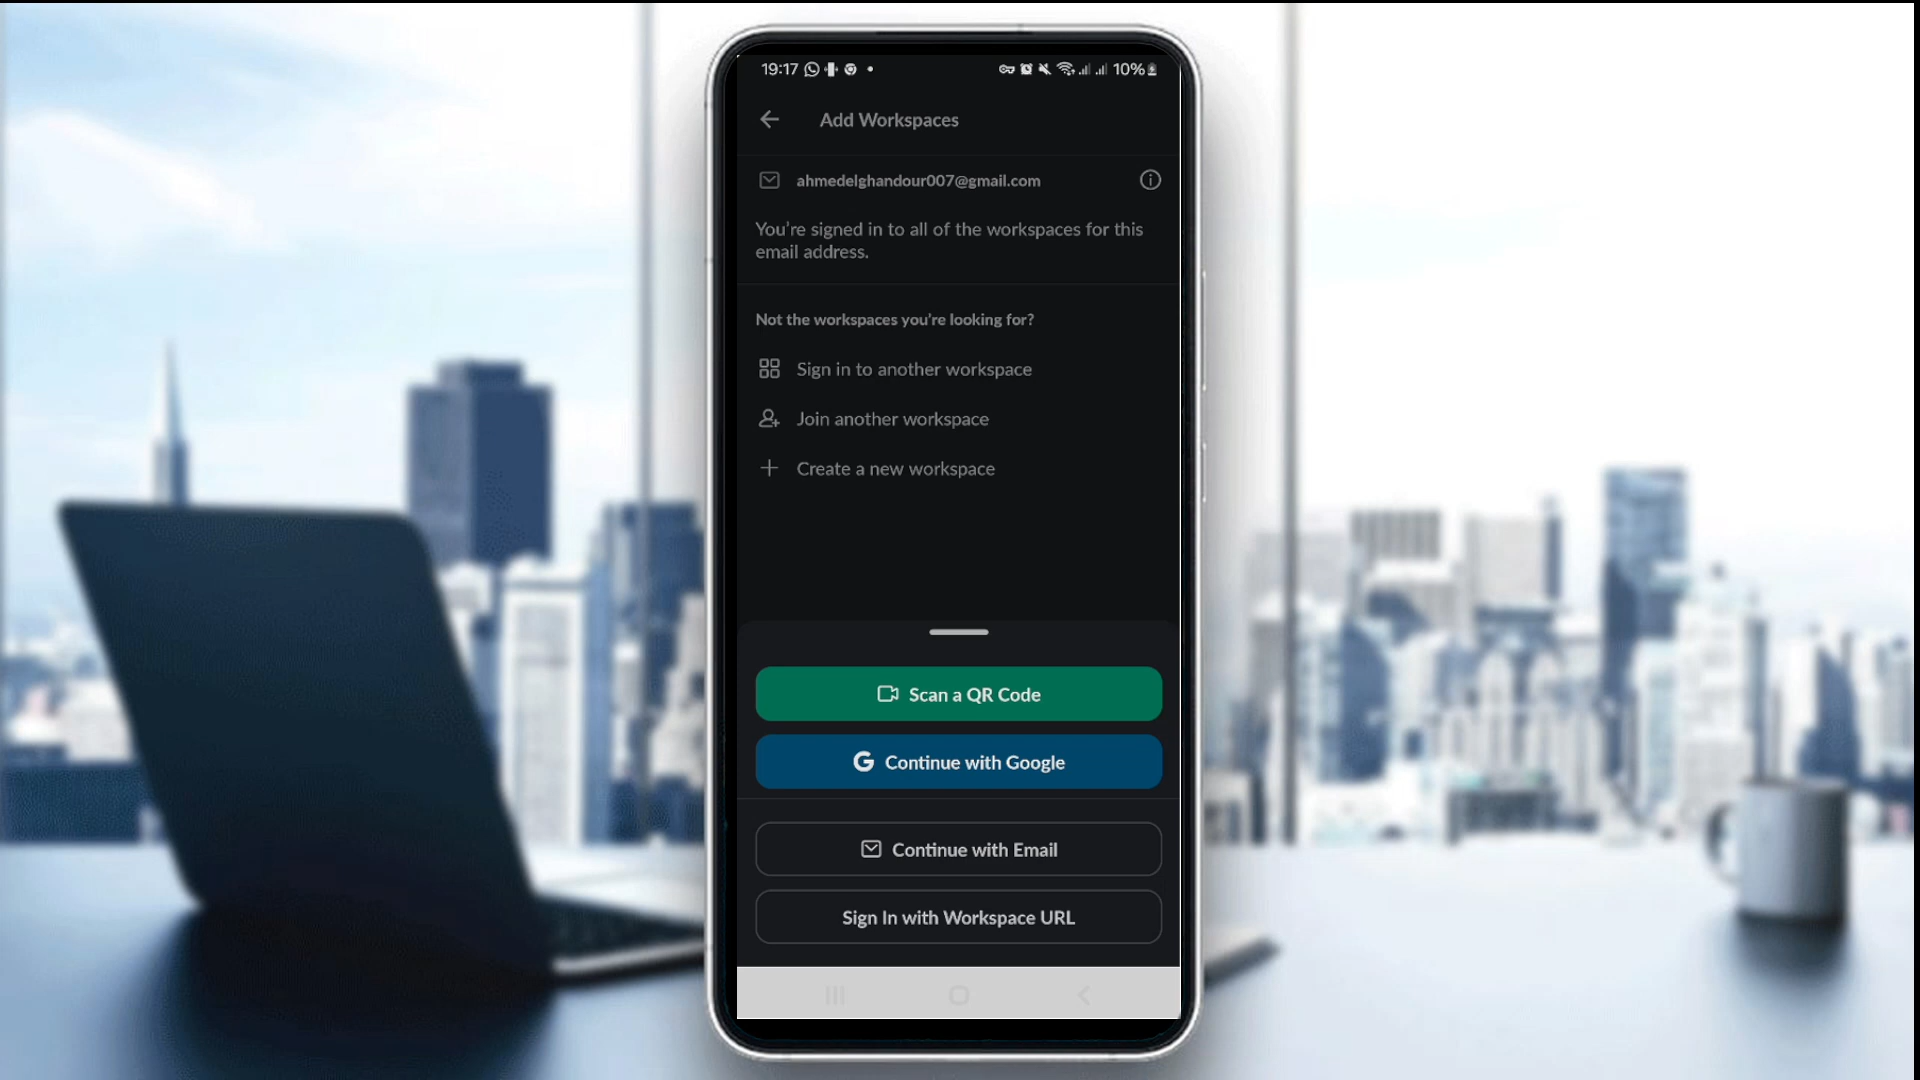 19:17
10%
Add Workspaces
ahmedelghandour007@gmail.com
You're signed in to all of the workspaces for this
email address.
Not the workspaces you're looking for?
Sign in to another workspace
Join another workspace
Create a new workspace
Scan a QR Code
Continue with Google
Continue with Email
Sign In with Workspace URL